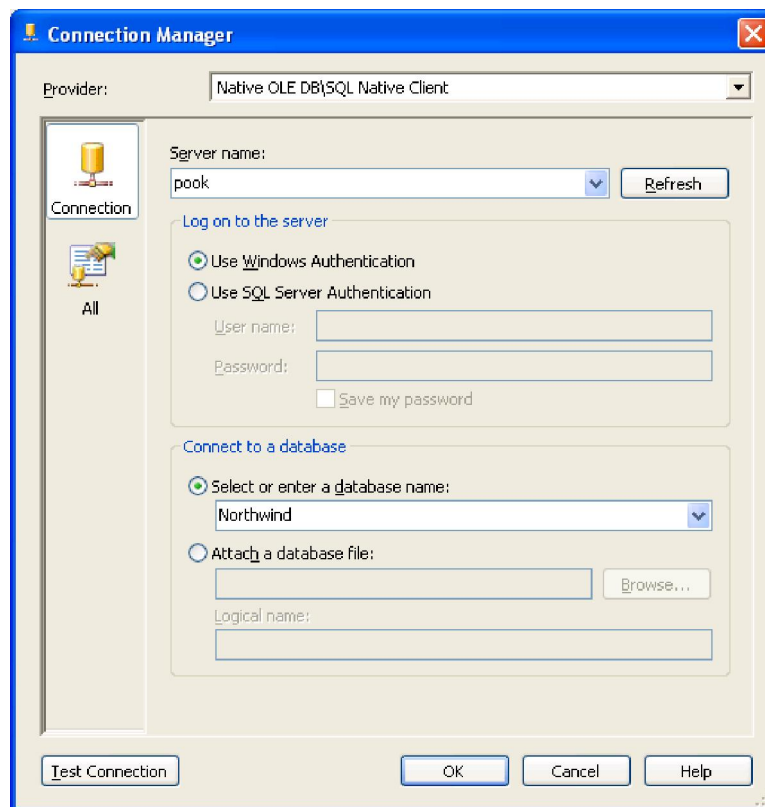 Connection Manager
Provider: Native OLE DB\SQL Native Client
Connection
All
Server name:
pook Refresh
Log on to the server
Use Windows Authentication
Use SQL Server Authentication
User name:
Password:
Save my password
Connect to a database
Select or enter a database name:
Northwind
Attach a database file:
Browse...
Logical name:
Test Connection OK Cancel Help